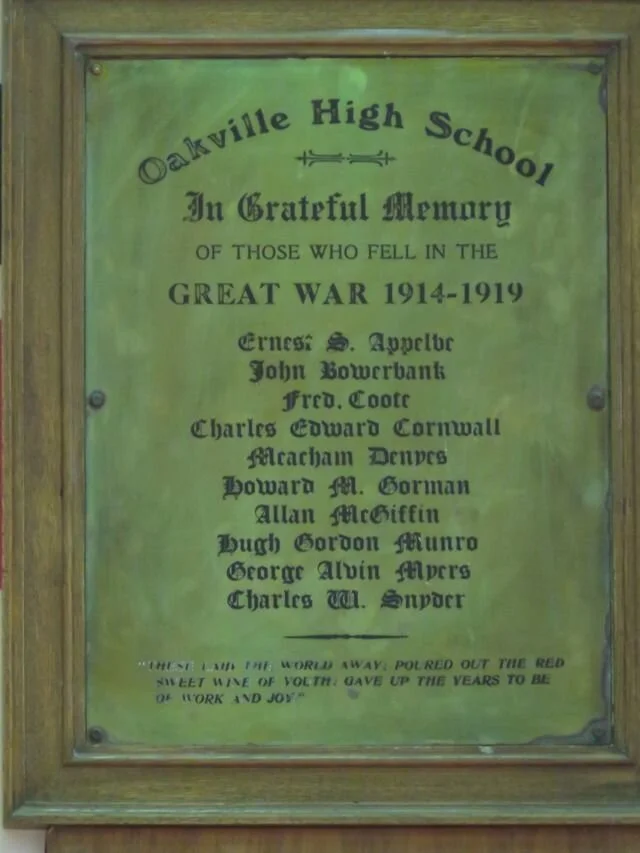 Oakville High School
In Grateful Memory
OF THOSE WHO FELL IN THE
GREAT WAR 1914-1919
Ernest S. Appelbe
John Bowerbank
Fred. Coote
Charles Edward Cornwall
Meacham Denyes
Howard M. Gorman
Allan McGiffin
Hugh Gordon Munro
George Alvin Myers
Charles W. Snyder
"THESE LAID THE WORLD AWAY; POURED OUT THE RED
SWEET WINE OF YOUTH; GAVE UP THE YEARS TO BE
OF WORK AND JOY"